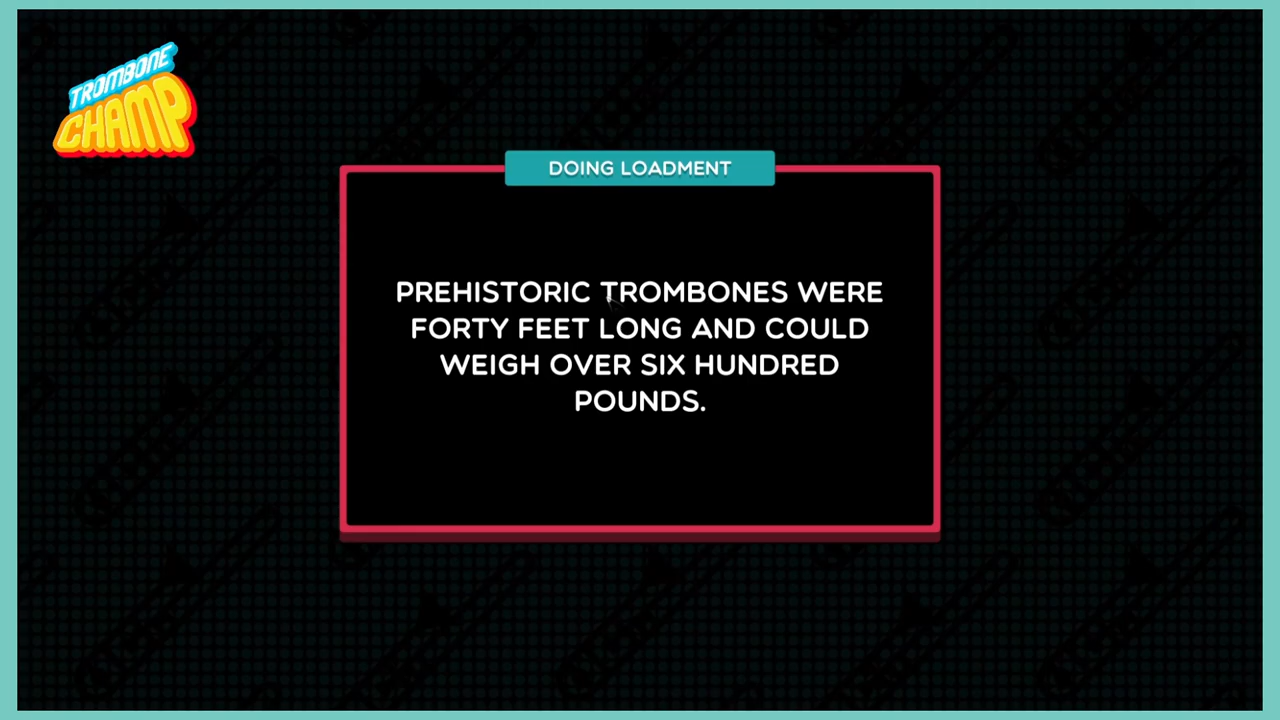 TROMBONE
CHAMP
DOING LOADMENT
PREHISTORIC TROMBONES WERE
FORTY FEET LONG AND COULD
WEIGH OVER SIX HUNDRED
POUNDS.